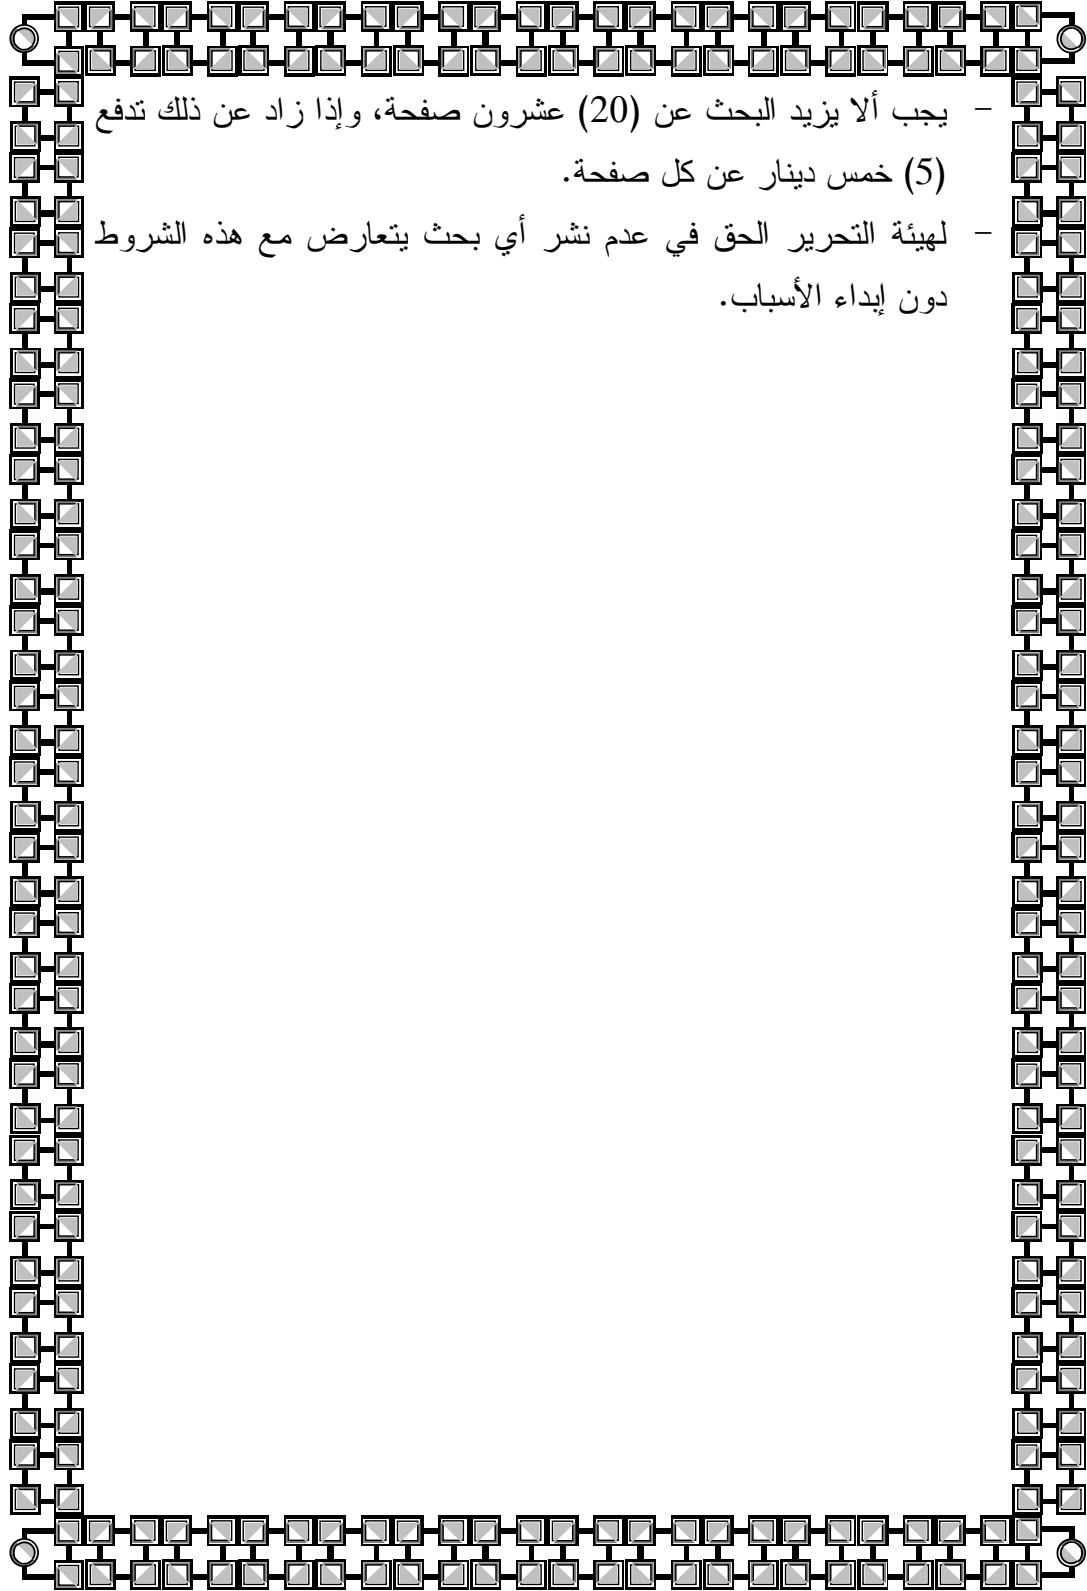 - يجب ألا يزيد البحث عن (20) عشرون صفحة، وإذا زاد عن ذلك تدفع
(5) خمس دينار عن كل صفحة.
- لهيئة التحرير الحق في عدم نشر أي بحث يتعارض مع هذه الشروط
دون إبداء الأسباب.